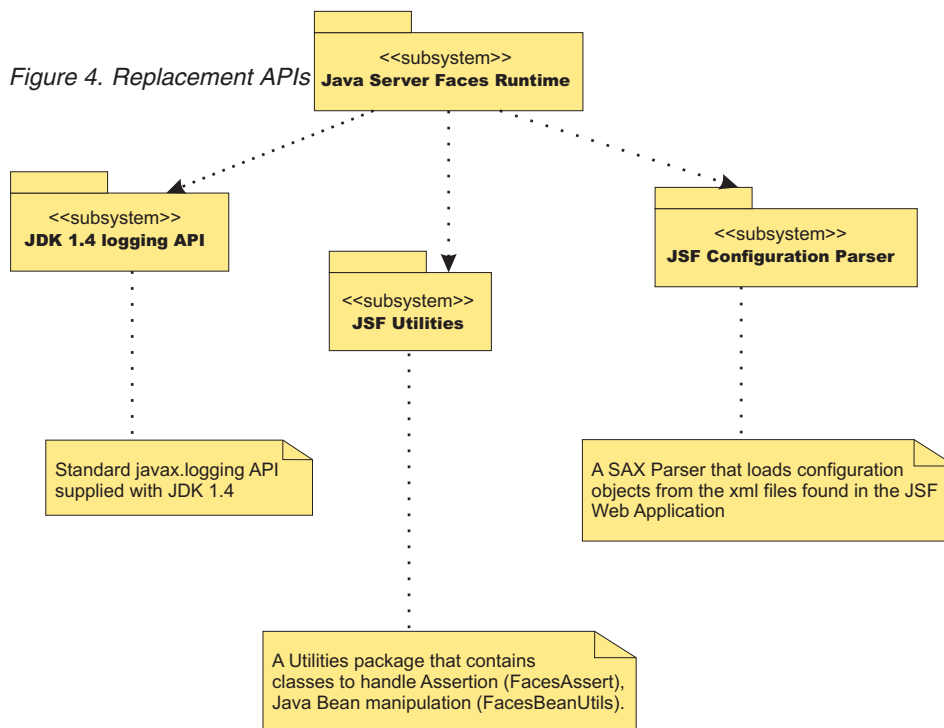 <<subsystem>>
Java Server Faces Runtime
Figure 4. Replacement APIs
<<subsystem>>
JDK 1.4 logging API
<<subsystem>>
JSF Configuration Parser
<<subsystem>>
JSF Utilities
Standard javax.logging API
supplied with JDK 1.4
A SAX Parser that loads configuration
objects from the xml files found in the JSF
Web Application
A Utilities package that contains
classes to handle Assertion (FacesAssert),
Java Bean manipulation (FacesBeanUtils).